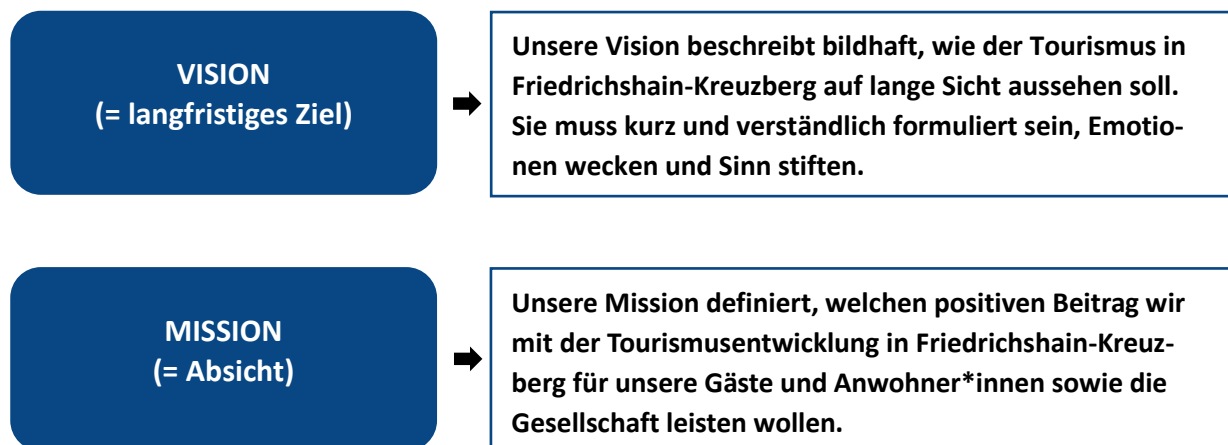 VISION
(= langfristiges Ziel)
Unsere Vision beschreibt bildhaft, wie der Tourismus in
Friedrichshain-Kreuzberg auf lange Sicht aussehen soll.
Sie muss kurz und verständlich formuliert sein, Emotio-
nen wecken und Sinn stiften.
MISSION
(= Absicht)
Unsere Mission definiert, welchen positiven Beitrag wir
mit der Tourismusentwicklung in Friedrichshain-Kreuz-
berg für unsere Gäste und Anwohner*innen sowie die
Gesellschaft leisten wollen.